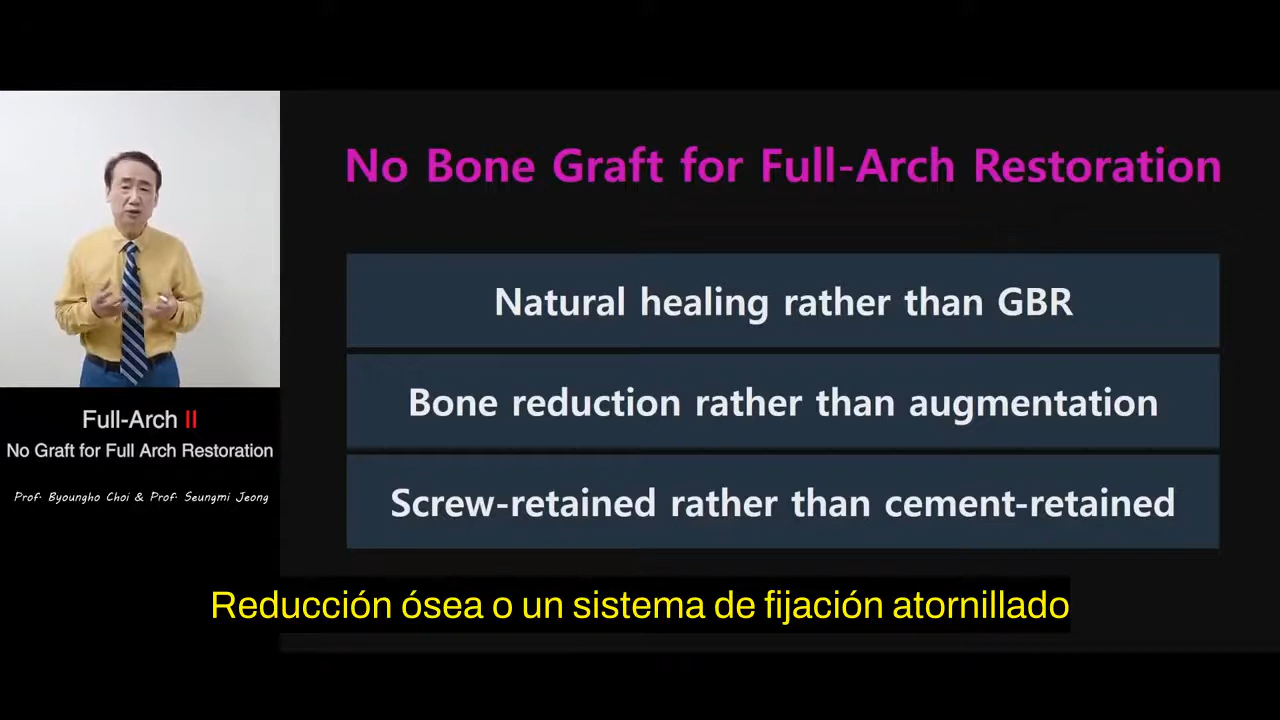 No Bone Graft for Full-Arch Restoration
Natural healing rather than GBR
Bone reduction rather than augmentation
Screw-retained rather than cement-retained
Full-Arch II
No Graft for Full Arch Restoration
Prof. Byoungho Choi & Prof. Seungmi Jeong
Reducción ósea o un sistema de fijación atornillado